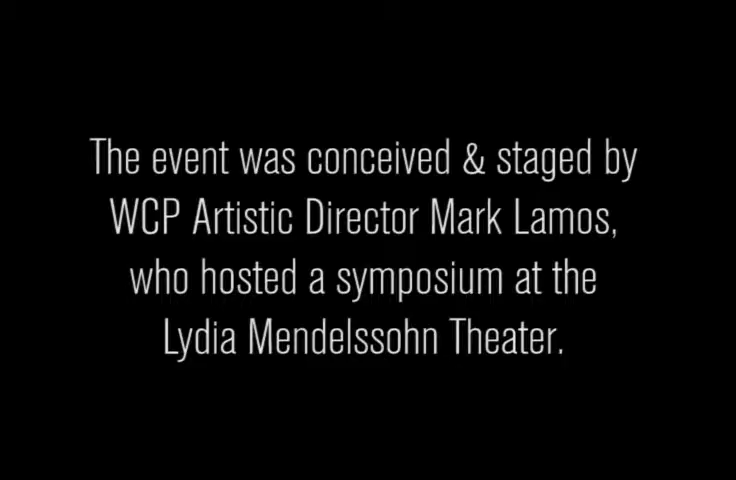 The event was conceived & staged by
WCP Artistic Director Mark Lamos,
who hosted a symposium at the
Lydia Mendelssohn Theater.